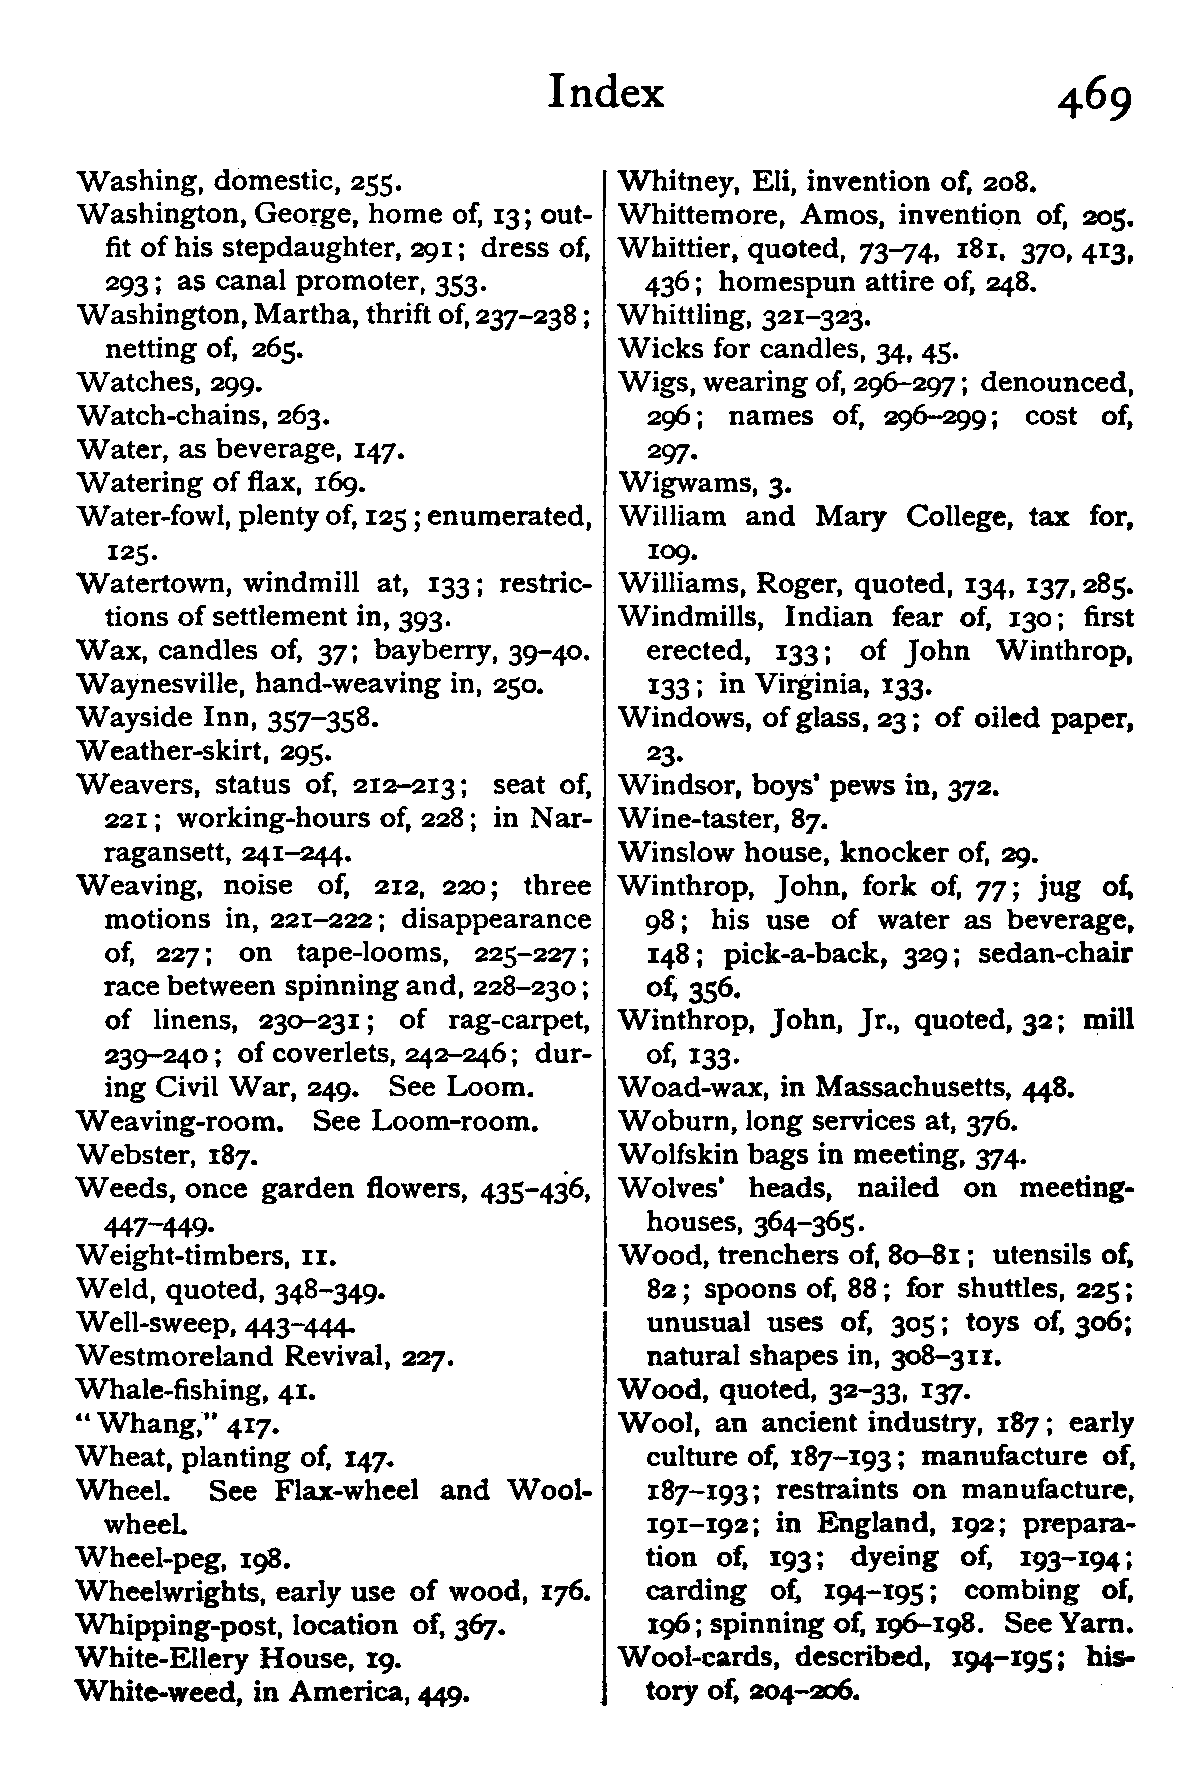 Index 469
Washing, domestic, 255.
Washington, George, home of, 13; out-
fit of his stepdaughter, 291; dress of,
293; as canal promoter, 353.
Washington, Martha, thrift of, 237–238;
netting of, 265.
Watches, 299.
Watch-chains, 263.
Water, as beverage, 147.
Watering of flax, 169.
Water-fowl, plenty of, 125; enumerated,
125.
Watertown, windmill at, 133; restric-
tions of settlement in, 393.
Wax, candles of, 37; bayberry, 39–40.
Waynesville, hand-weaving in, 250.
Wayside Inn, 357–358.
Weather-skirt, 295.
Weavers, status of, 212–213; seat of,
221; working-hours of, 228; in Nar-
ragansett, 241–244.
Weaving, noise of, 212, 220; three
motions in, 221–222; disappearance
of, 227; on tape-looms, 225–227;
race between spinning and, 228–230;
of linens, 230–231; of rag-carpet,
239–240; of coverlets, 242–246; dur-
ing Civil War, 249. See Loom.
Weaving-room. See Loom-room.
Webster, 187.
Weeds, once garden flowers, 435–436,
447–449.
Weight-timbers, 11.
Weld, quoted, 348–349.
Well-sweep, 443–444.
Westmoreland Revival, 227.
Whale-fishing, 41.
"Whang," 417.
Wheat, planting of, 147.
Wheel. See Flax-wheel and Wool-
wheel.
Wheel-peg, 198.
Wheelwrights, early use of wood, 176.
Whipping-post, location of, 367.
White-Ellery House, 19.
White-weed, in America, 449.
Whitney, Eli, invention of, 208.
Whittemore, Amos, invention of, 205.
Whittier, quoted, 73–74, 181, 370, 413,
436; homespun attire of, 248.
Whittling, 321–323.
Wicks for candles, 34, 45.
Wigs, wearing of, 296–297; denounced,
296; names of, 296–299; cost of,
297.
Wigwams, 3.
William and Mary College, tax for,
109.
Williams, Roger, quoted, 134, 137, 285.
Windmills, Indian fear of, 130; first
erected, 133; of John Winthrop,
133; in Virginia, 133.
Windows, of glass, 23; of oiled paper,
23.
Windsor, boys' pews in, 372.
Wine-taster, 87.
Winslow house, knocker of, 29.
Winthrop, John, fork of, 77; jug of,
98; his use of water as beverage,
148; pick-a-back, 329; sedan-chair
of, 356.
Winthrop, John, Jr., quoted, 32; mill
of, 133.
Woad-wax, in Massachusetts, 448.
Woburn, long services at, 376.
Wolfskin bags in meeting, 374.
Wolves' heads, nailed on meeting-
houses, 364–365.
Wood, trenchers of, 80–81; utensils of,
82; spoons of, 88; for shuttles, 225;
unusual uses of, 305; toys of, 306;
natural shapes in, 308–311.
Wood, quoted, 32–33, 137.
Wool, an ancient industry, 187; early
culture of, 187–193; manufacture of,
187–193; restraints on manufacture,
191–192; in England, 192; prepara-
tion of, 193; dyeing of, 193–194;
carding of, 194–195; combing of,
196; spinning of, 196–198. See Yarn.
Wool-cards, described, 194–195; his-
tory of, 204–206.